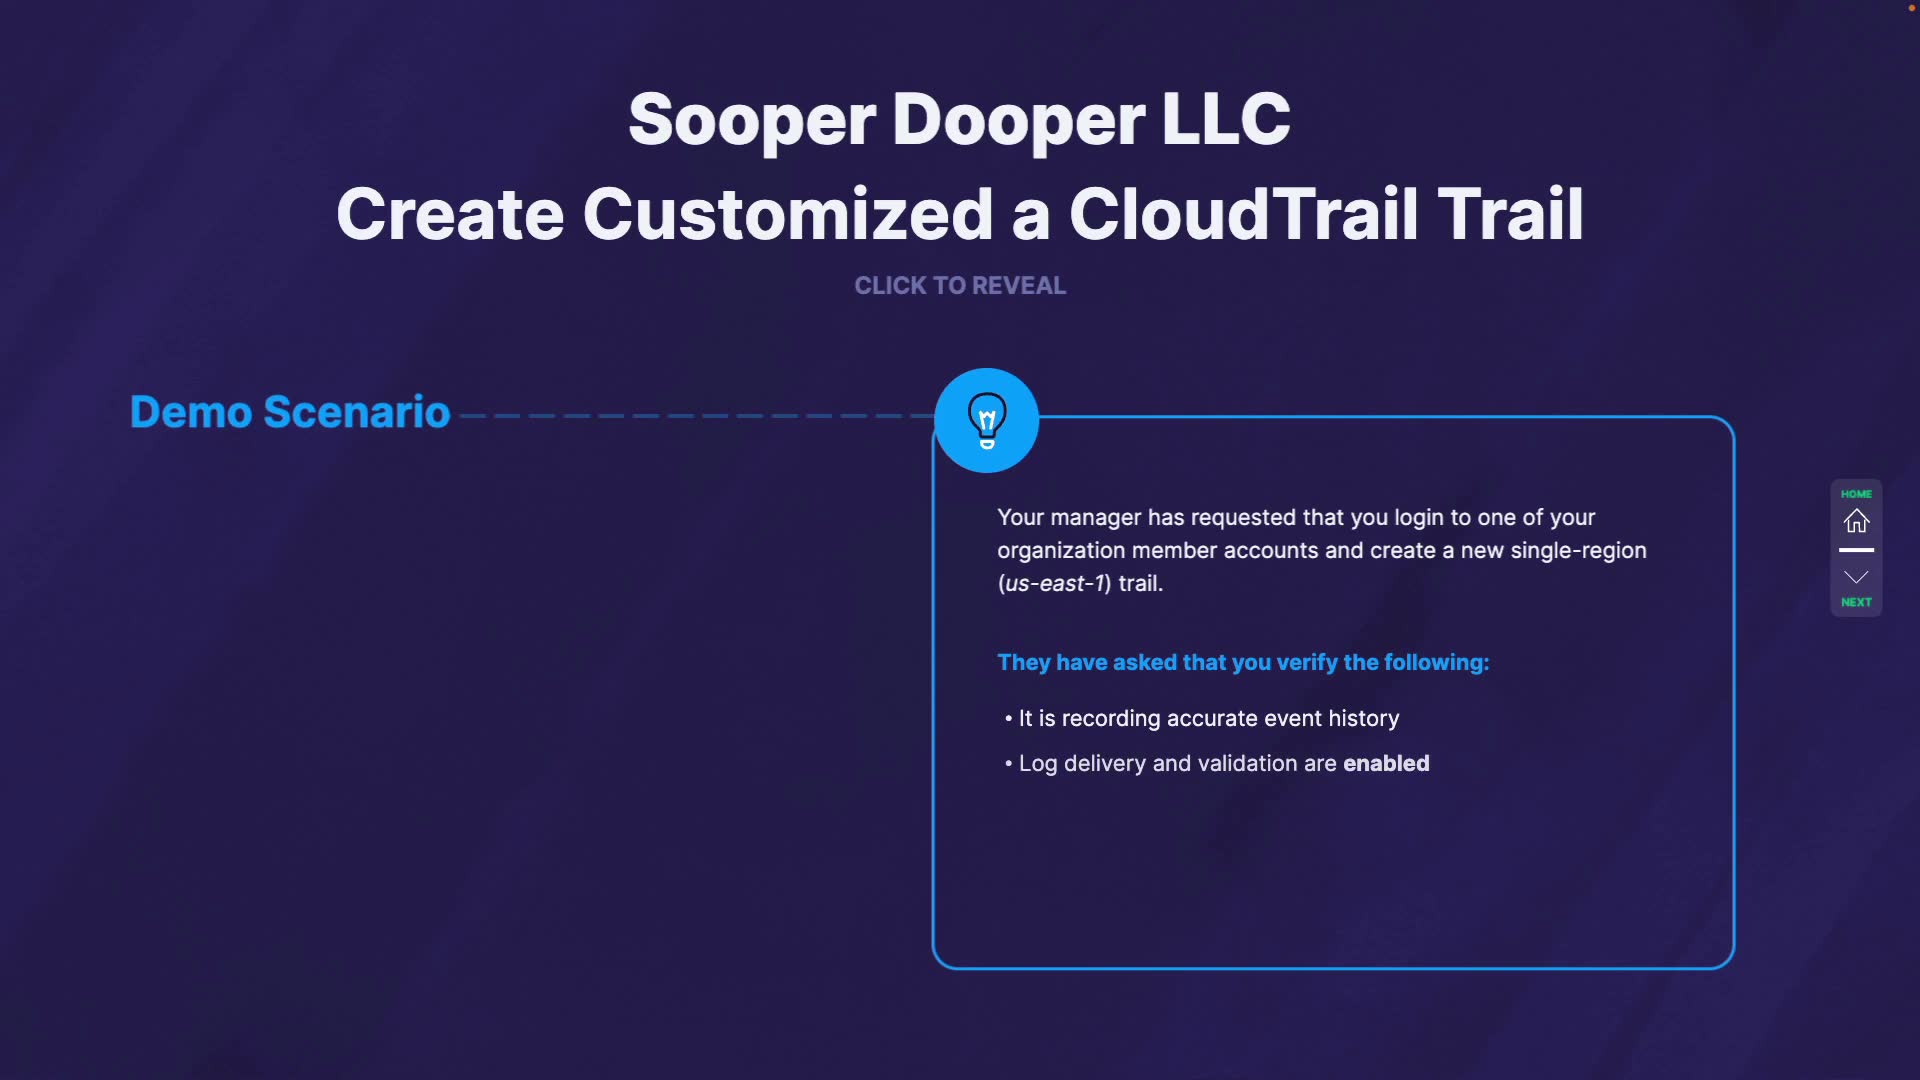 Sooper Dooper LLC
Create Customized a CloudTrail Trail
CLICK TO REVEAL
Demo Scenario
Your manager has requested that you login to one of your
organization member accounts and create a new single-region
(us-east-1) trail.
They have asked that you verify the following:
• It is recording accurate event history
• Log delivery and validation are enabled
HOME
NEXT